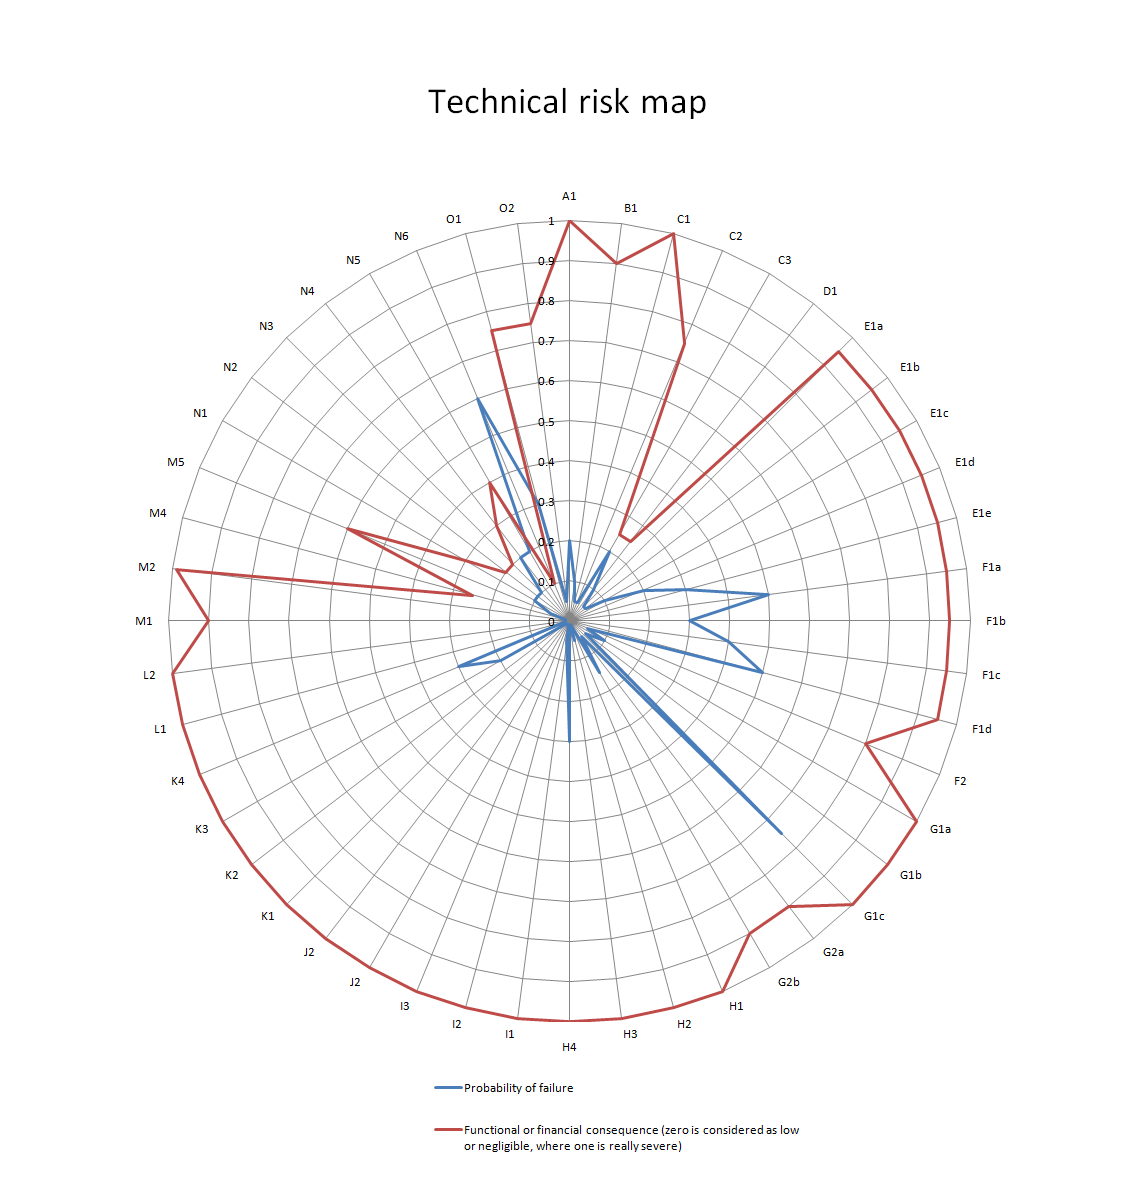 Technical risk map
A1
B1
C1
C2
C3
D1
E1a
E1b
E1c
E1d
E1e
F1a
F1b
F1c
F1d
F2
G1a
G1b
G1c
G2a
G2b
H1
H2
H3
H4
I1
I2
I3
J2
J2
K1
K2
K3
K4
L1
L2
M1
M2
M4
M5
N1
N2
N3
N4
N5
N6
O1
O2
1
0.9
0.8
0.7
0.6
0.5
0.4
0.3
0.2
0.1
0
Probability of failure
Functional or financial consequence (zero is considered as low
or negligible, where one is really severe)